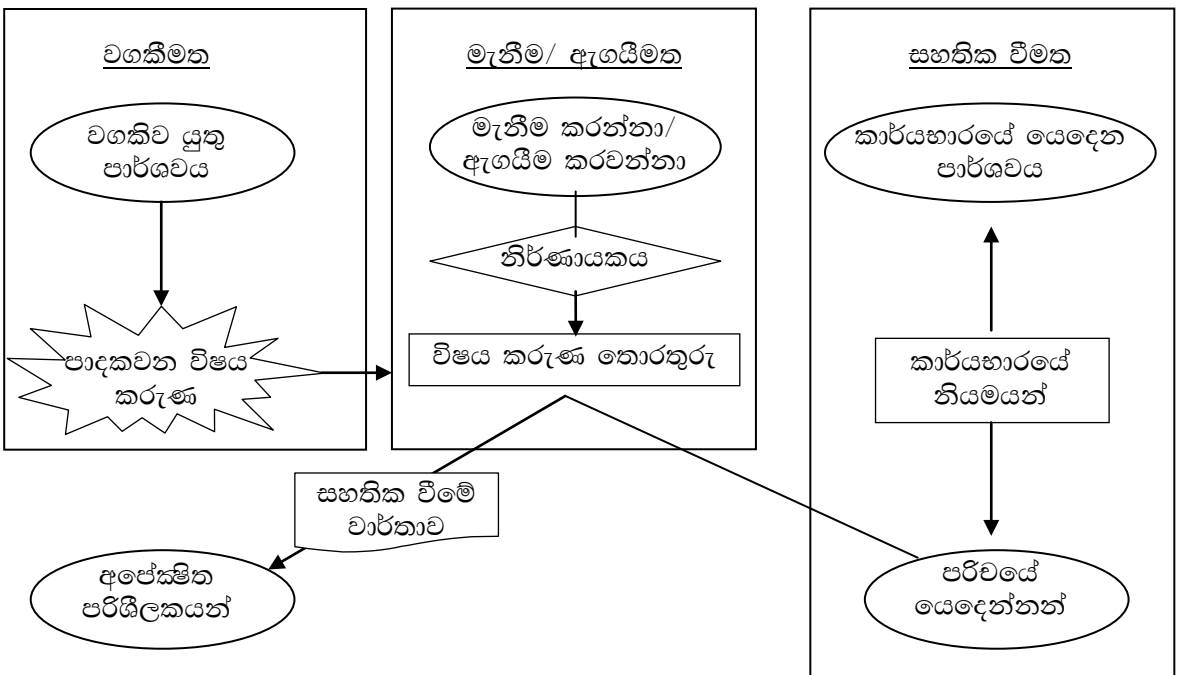 වගකීමත
වගකිව යුතු
පාර්ශවය
පාදකවන විෂය
කරුණ
මැනීම/ ඇගයීමත
මැනීම කරන්නා/
ඇගයීම කරවන්නා
නිර්ණායකය
විෂය කරුණ තොරතුරු
සහතික වීමත
කාර්යභාරයේ යෙදෙන
පාර්ශවය
කාර්යභාරයේ
නියමයන්
පරිචයේ
යෙදෙන්නන්
සහතික වීමේ
වාර්තාව
අපේක්‍ෂිත
පරිශීලකයන්